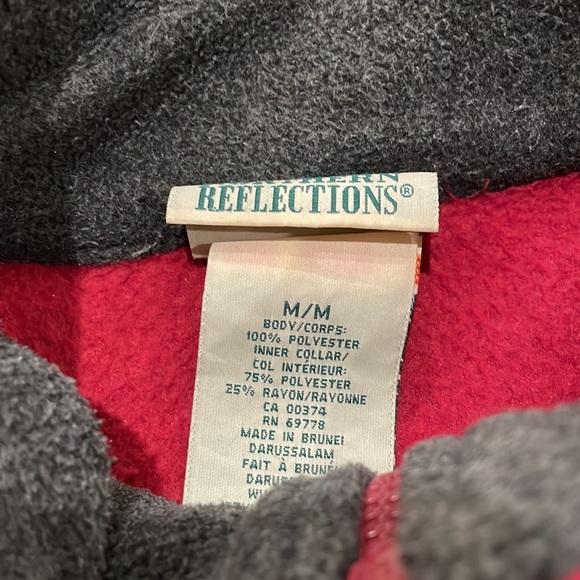 REFLECTIONS®
M/M
BODY/CORPS:
100% POLYESTER
INNER COLLAR/
COL INTÉRIEUR:
75% POLYESTER
25% RAYON/RAYONNE
CA 00374
RN 69778
MADE IN BRUNEI
DARUSSALAM
FAIT À BRUNÉI